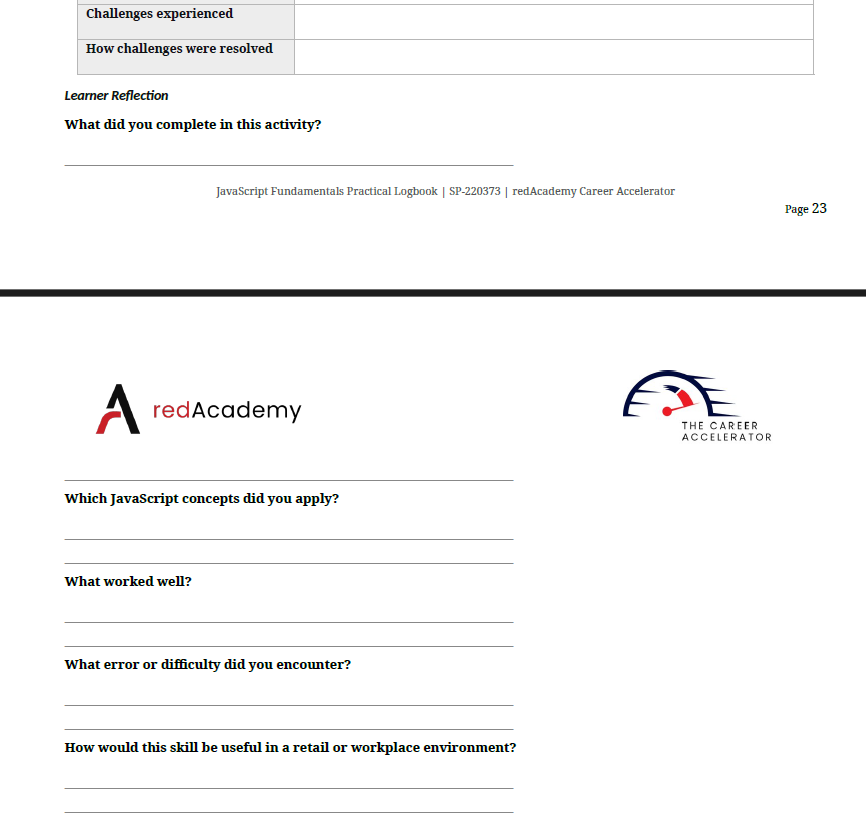 Challenges experienced
How challenges were resolved
Learner Reflection
What did you complete in this activity?
JavaScript Fundamentals Practical Logbook | SP-220373 | redAcademy Career Accelerator
Page 23
redAcademy
THE CAREER
ACCELERATOR
Which JavaScript concepts did you apply?
What worked well?
What error or difficulty did you encounter?
How would this skill be useful in a retail or workplace environment?